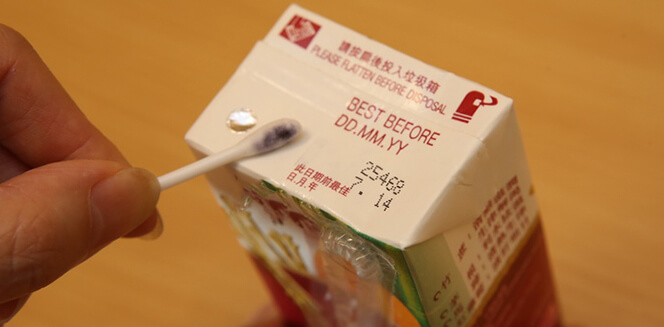 請按扁後投入垃圾箱
PLEASE FLATTEN BEFORE DISPOSAL
BEST BEFORE
DD.MM.YY
此日期前最佳
日.月.年
25468
7. 14